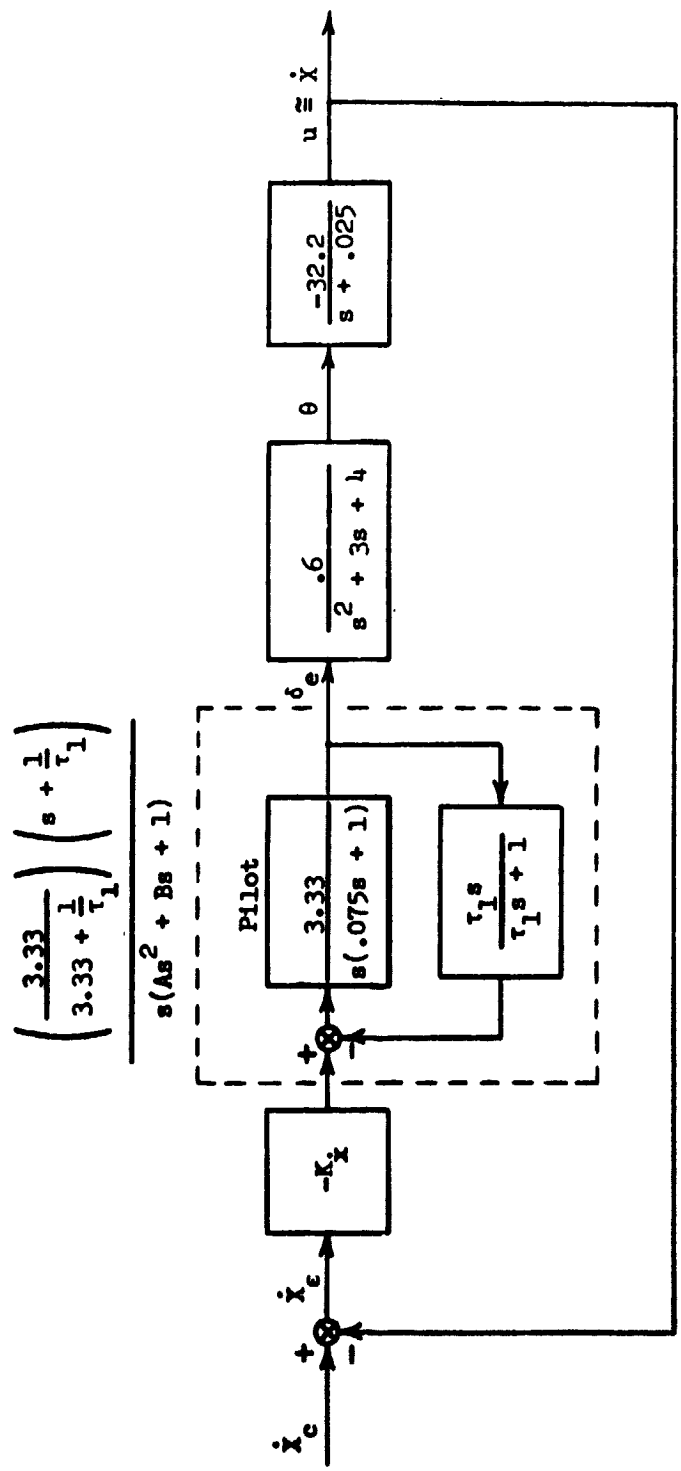 (3.33 / (3.33 + 1/τ₁)) (s + 1/τ₁)
s(As² + Bs + 1)
Pilot
Ẋc
+
−
Ẋε
-Kẋ
+
−
3.33
s(.075s + 1)
τ₁s
τ₁s + 1
δe
.6
s² + 3s + 4
θ
-32.2
s + .025
u ≅ Ẋ